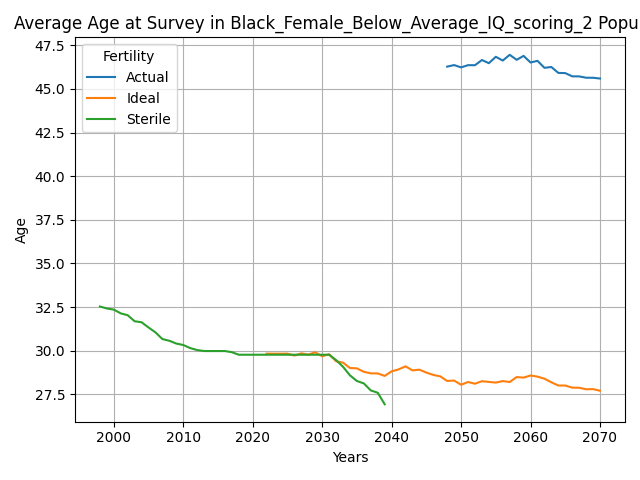 Average Age at Survey in Black_Female_Below_Average_IQ_scoring_2 Popu
47.5
45.0
42.5
40.0
37.5
35.0
32.5
30.0
27.5
Age
Fertility
Actual
Ideal
Sterile
2000 2010 2020 2030 2040 2050 2060 2070
Years